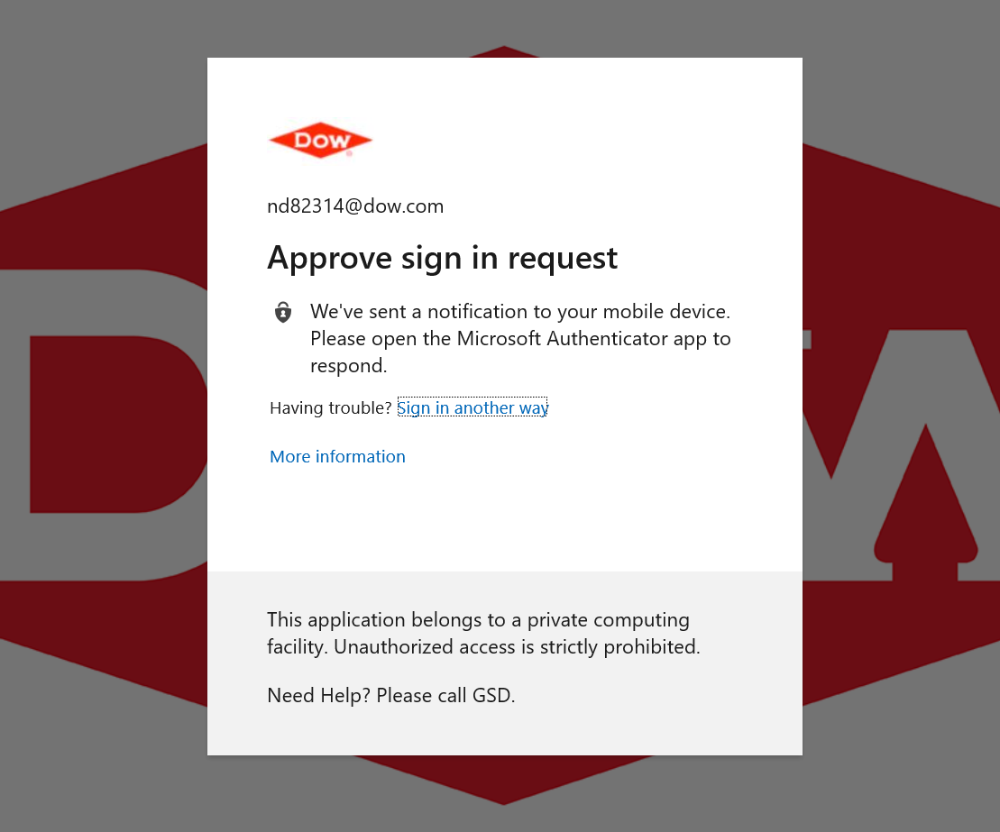 DOW
nd82314@dow.com
Approve sign in request
We've sent a notification to your mobile device.
Please open the Microsoft Authenticator app to
respond.
Having trouble? Sign in another way
More information
This application belongs to a private computing
facility. Unauthorized access is strictly prohibited.
Need Help? Please call GSD.